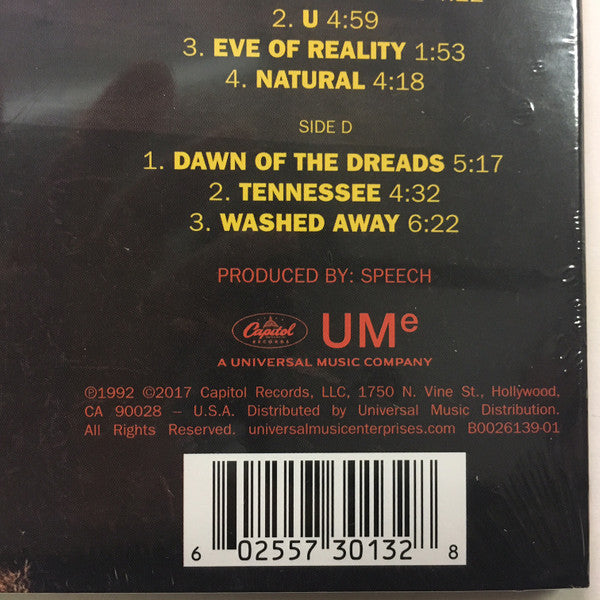 2. U 4:59
3. EVE OF REALITY 1:53
4. NATURAL 4:18
SIDE D
1. DAWN OF THE DREADS 5:17
2. TENNESSEE 4:32
3. WASHED AWAY 6:22
PRODUCED BY: SPEECH
Capitol
RECORDS
UMe
A UNIVERSAL MUSIC COMPANY
℗1992 ©2017 Capitol Records, LLC, 1750 N. Vine St., Hollywood,
CA 90028 – U.S.A. Distributed by Universal Music Distribution.
All Rights Reserved. universalmusicenterprises.com B0026139-01
6 02557 30132 8